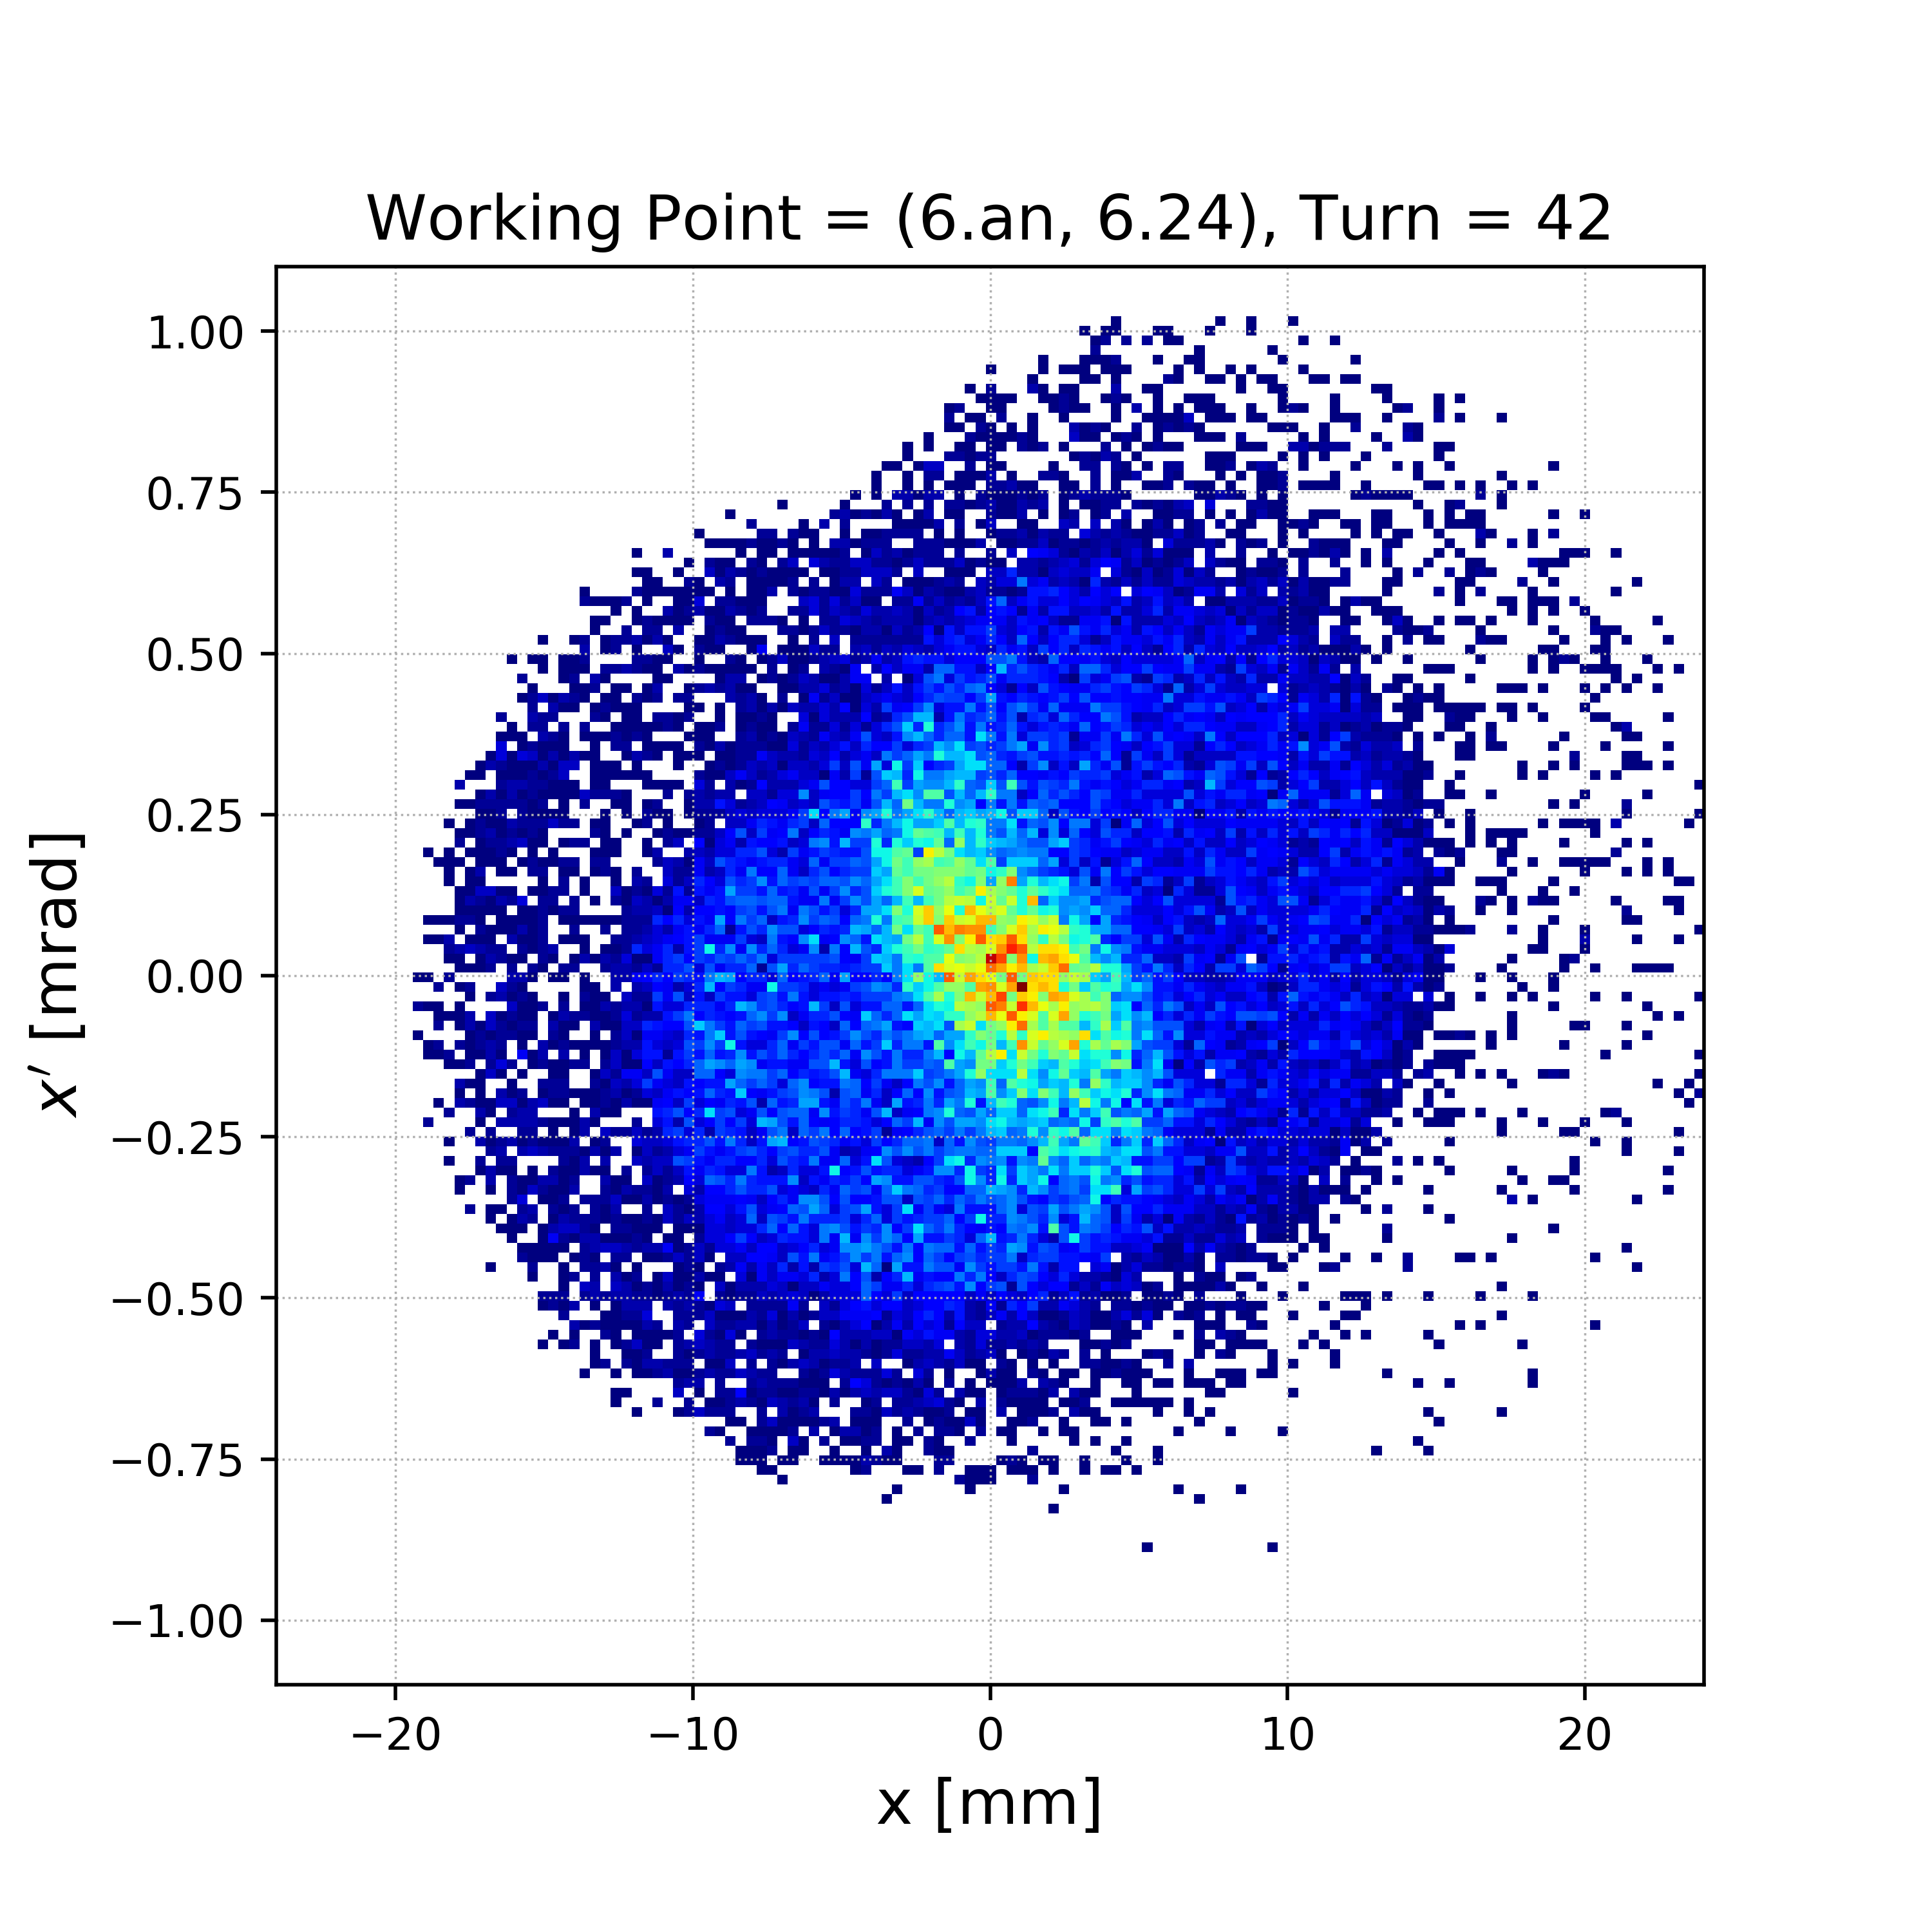 Working Point = (6.an, 6.24), Turn = 42
1.00
0.75
0.50
0.25
0.00
−0.25
−0.50
−0.75
−1.00
x′ [mrad]
−20 −10 0 10 20
x [mm]